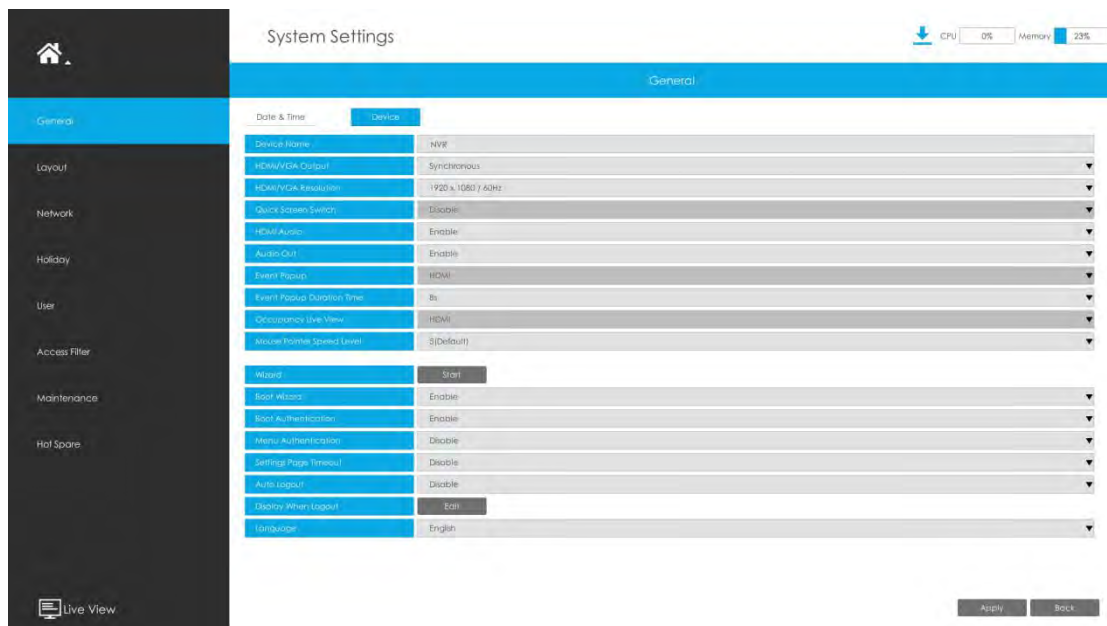 System Settings
CPU 0% Memory 23%
General
General
Layout
Network
Holiday
User
Access Filter
Maintenance
Hot Spare
Live View
Date & Time Device
Device Name NVR
HDMI/VGA Output Synchronous
HDMI/VGA Resolution 1920 x 1080 / 60Hz
Quick Screen Switch Disable
HDMI Audio Enable
Audio Out Enable
Event Popup HDMI
Event Popup Duration Time 8s
Occupancy Live View HDMI
Mouse Pointer Speed Level 5(Default)
Wizard Start
Boot Wizard Enable
Boot Authentication Enable
Menu Authentication Disable
Settings Page Timeout Disable
Auto Logout Disable
Display When Logout Edit
Language English
Apply Back